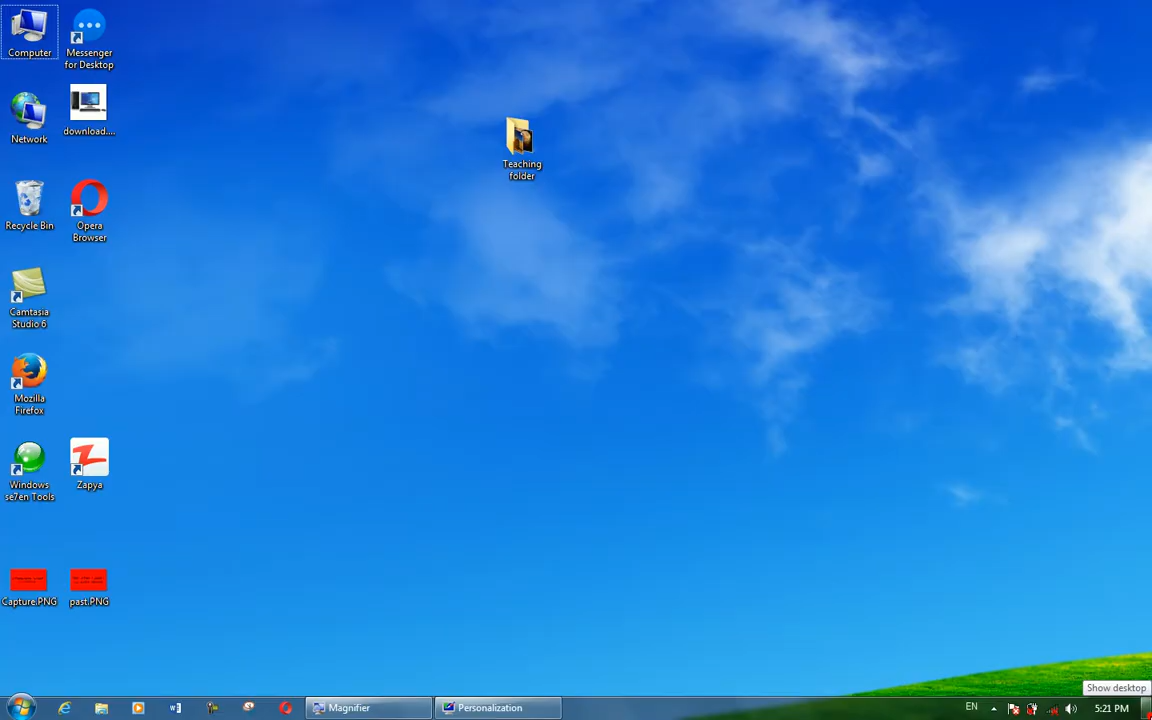 Computer
Messenger
for Desktop
Network
download....
Recycle Bin
Opera
Browser
Teaching
folder
Camtasia
Studio 6
Mozilla
Firefox
Windows
se7en Tools
Zapya
Capture.PNG
past.PNG
Show desktop
Magnifier
Personalization
EN
5:21 PM